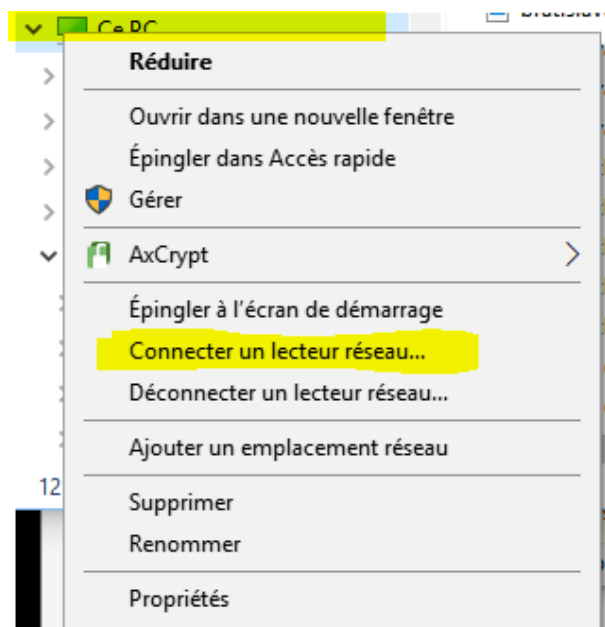 Ce PC
Réduire
Ouvrir dans une nouvelle fenêtre
Épingler dans Accès rapide
Gérer
AxCrypt
Épingler à l'écran de démarrage
Connecter un lecteur réseau...
Déconnecter un lecteur réseau...
Ajouter un emplacement réseau
12
Supprimer
Renommer
Propriétés